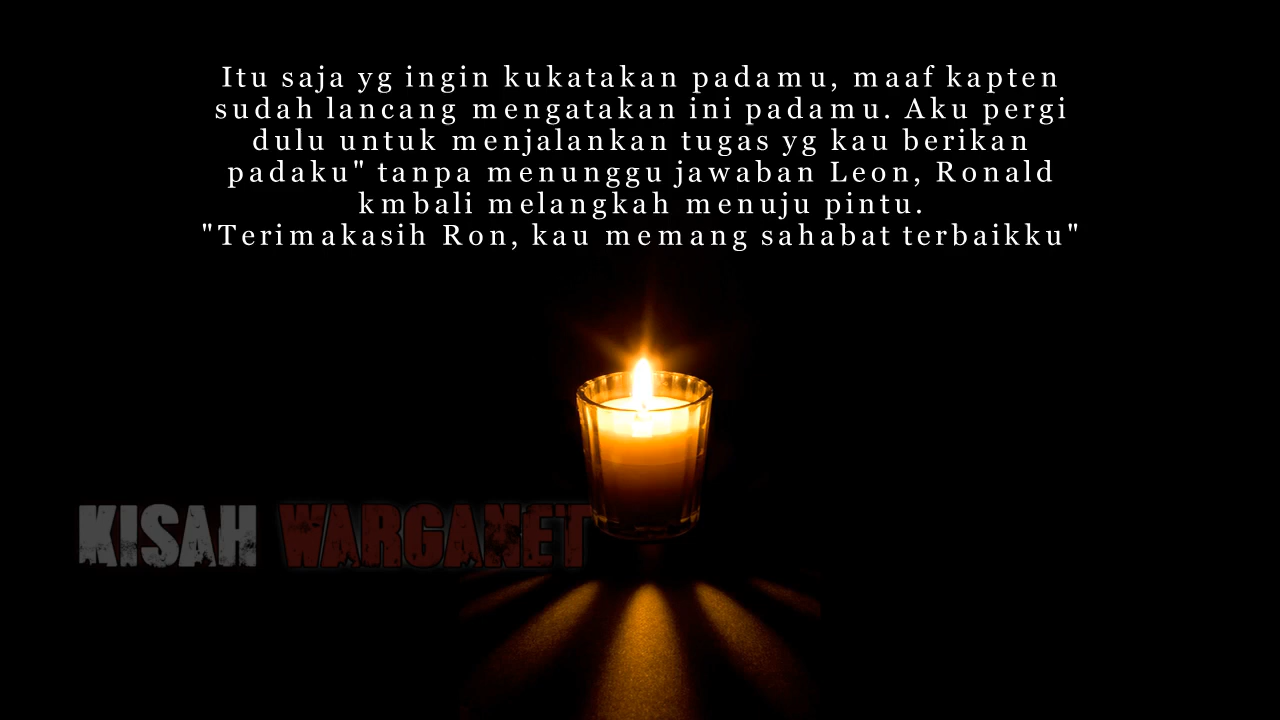 Itu saja yg ingin kukatakan padamu, maaf kapten
sudah lancang mengatakan ini padamu. Aku pergi
dulu untuk menjalankan tugas yg kau berikan
padaku" tanpa menunggu jawaban Leon, Ronald
kmbali melangkah menuju pintu.
"Terimakasih Ron, kau memang sahabat terbaikku"
KISAH WARGANET